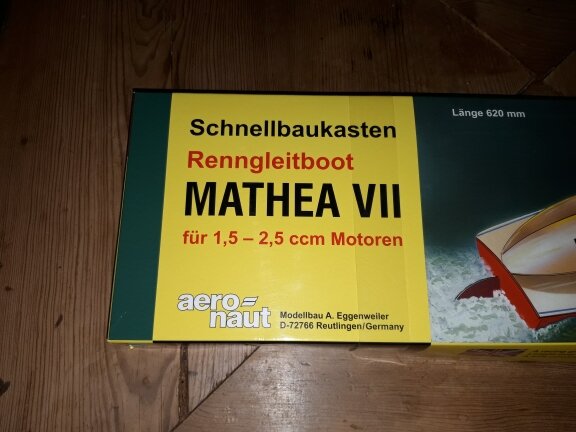 Schnellbaukasten
Renngleitboot
MATHEA VII
für 1,5 – 2,5 ccm Motoren
aero-
naut
Modellbau A. Eggenweiler
D-72766 Reutlingen/Germany
Länge 620 mm